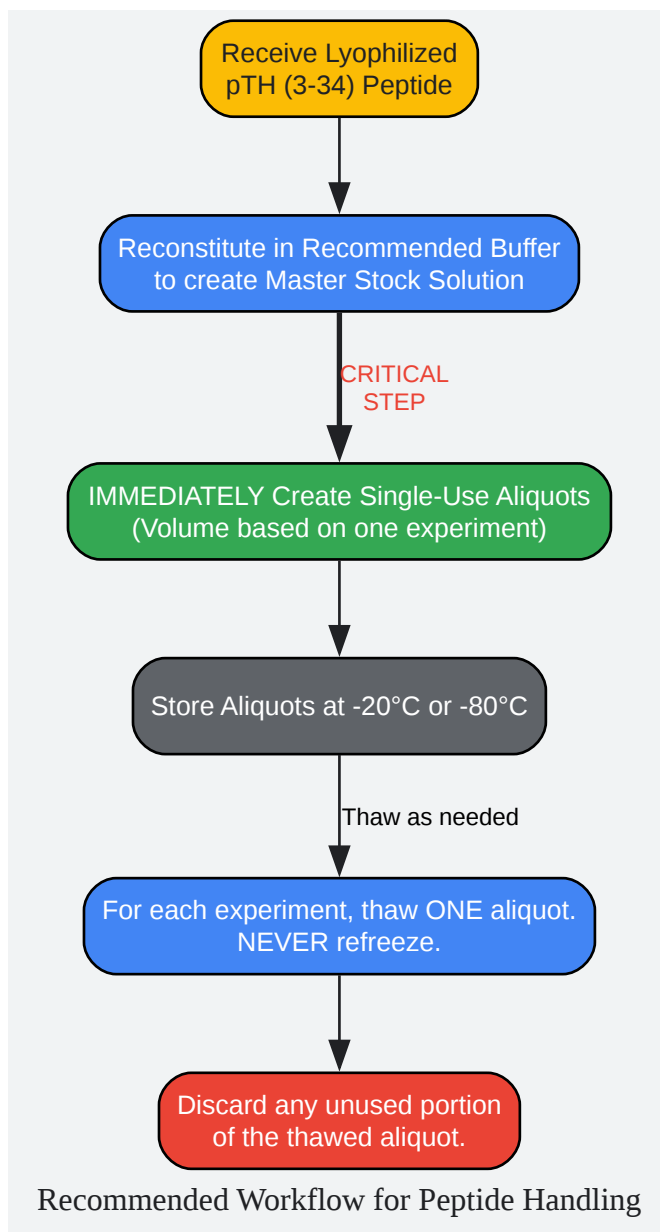 Receive Lyophilized
pTH (3-34) Peptide
Reconstitute in Recommended Buffer
to create Master Stock Solution
CRITICAL
STEP
IMMEDIATELY Create Single-Use Aliquots
(Volume based on one experiment)
Store Aliquots at -20°C or -80°C
Thaw as needed
For each experiment, thaw ONE aliquot.
NEVER refreeze.
Discard any unused portion
of the thawed aliquot.
Recommended Workflow for Peptide Handling